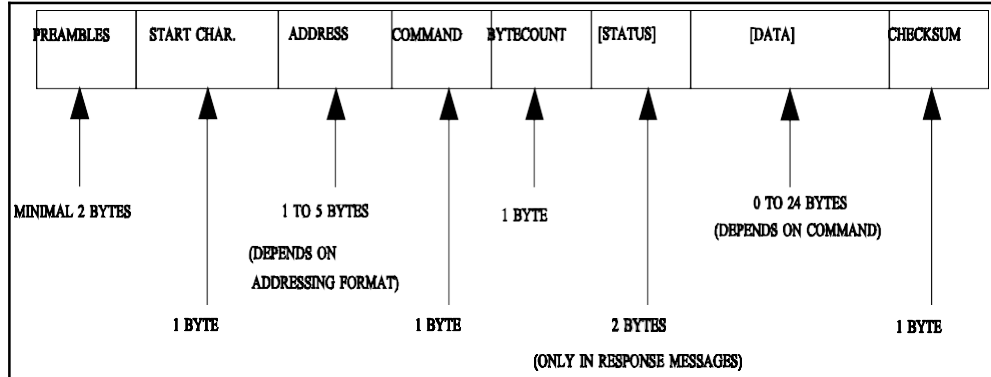 PREAMBLES START CHAR. ADDRESS COMMAND BYTECOUNT [STATUS] [DATA] CHECKSUM
MINIMAL 2 BYTES
1 TO 5 BYTES
(DEPENDS ON
ADDRESSING FORMAT)
1 BYTE
0 TO 24 BYTES
(DEPENDS ON COMMAND)
1 BYTE
1 BYTE
2 BYTES
(ONLY IN RESPONSE MESSAGES)
1 BYTE